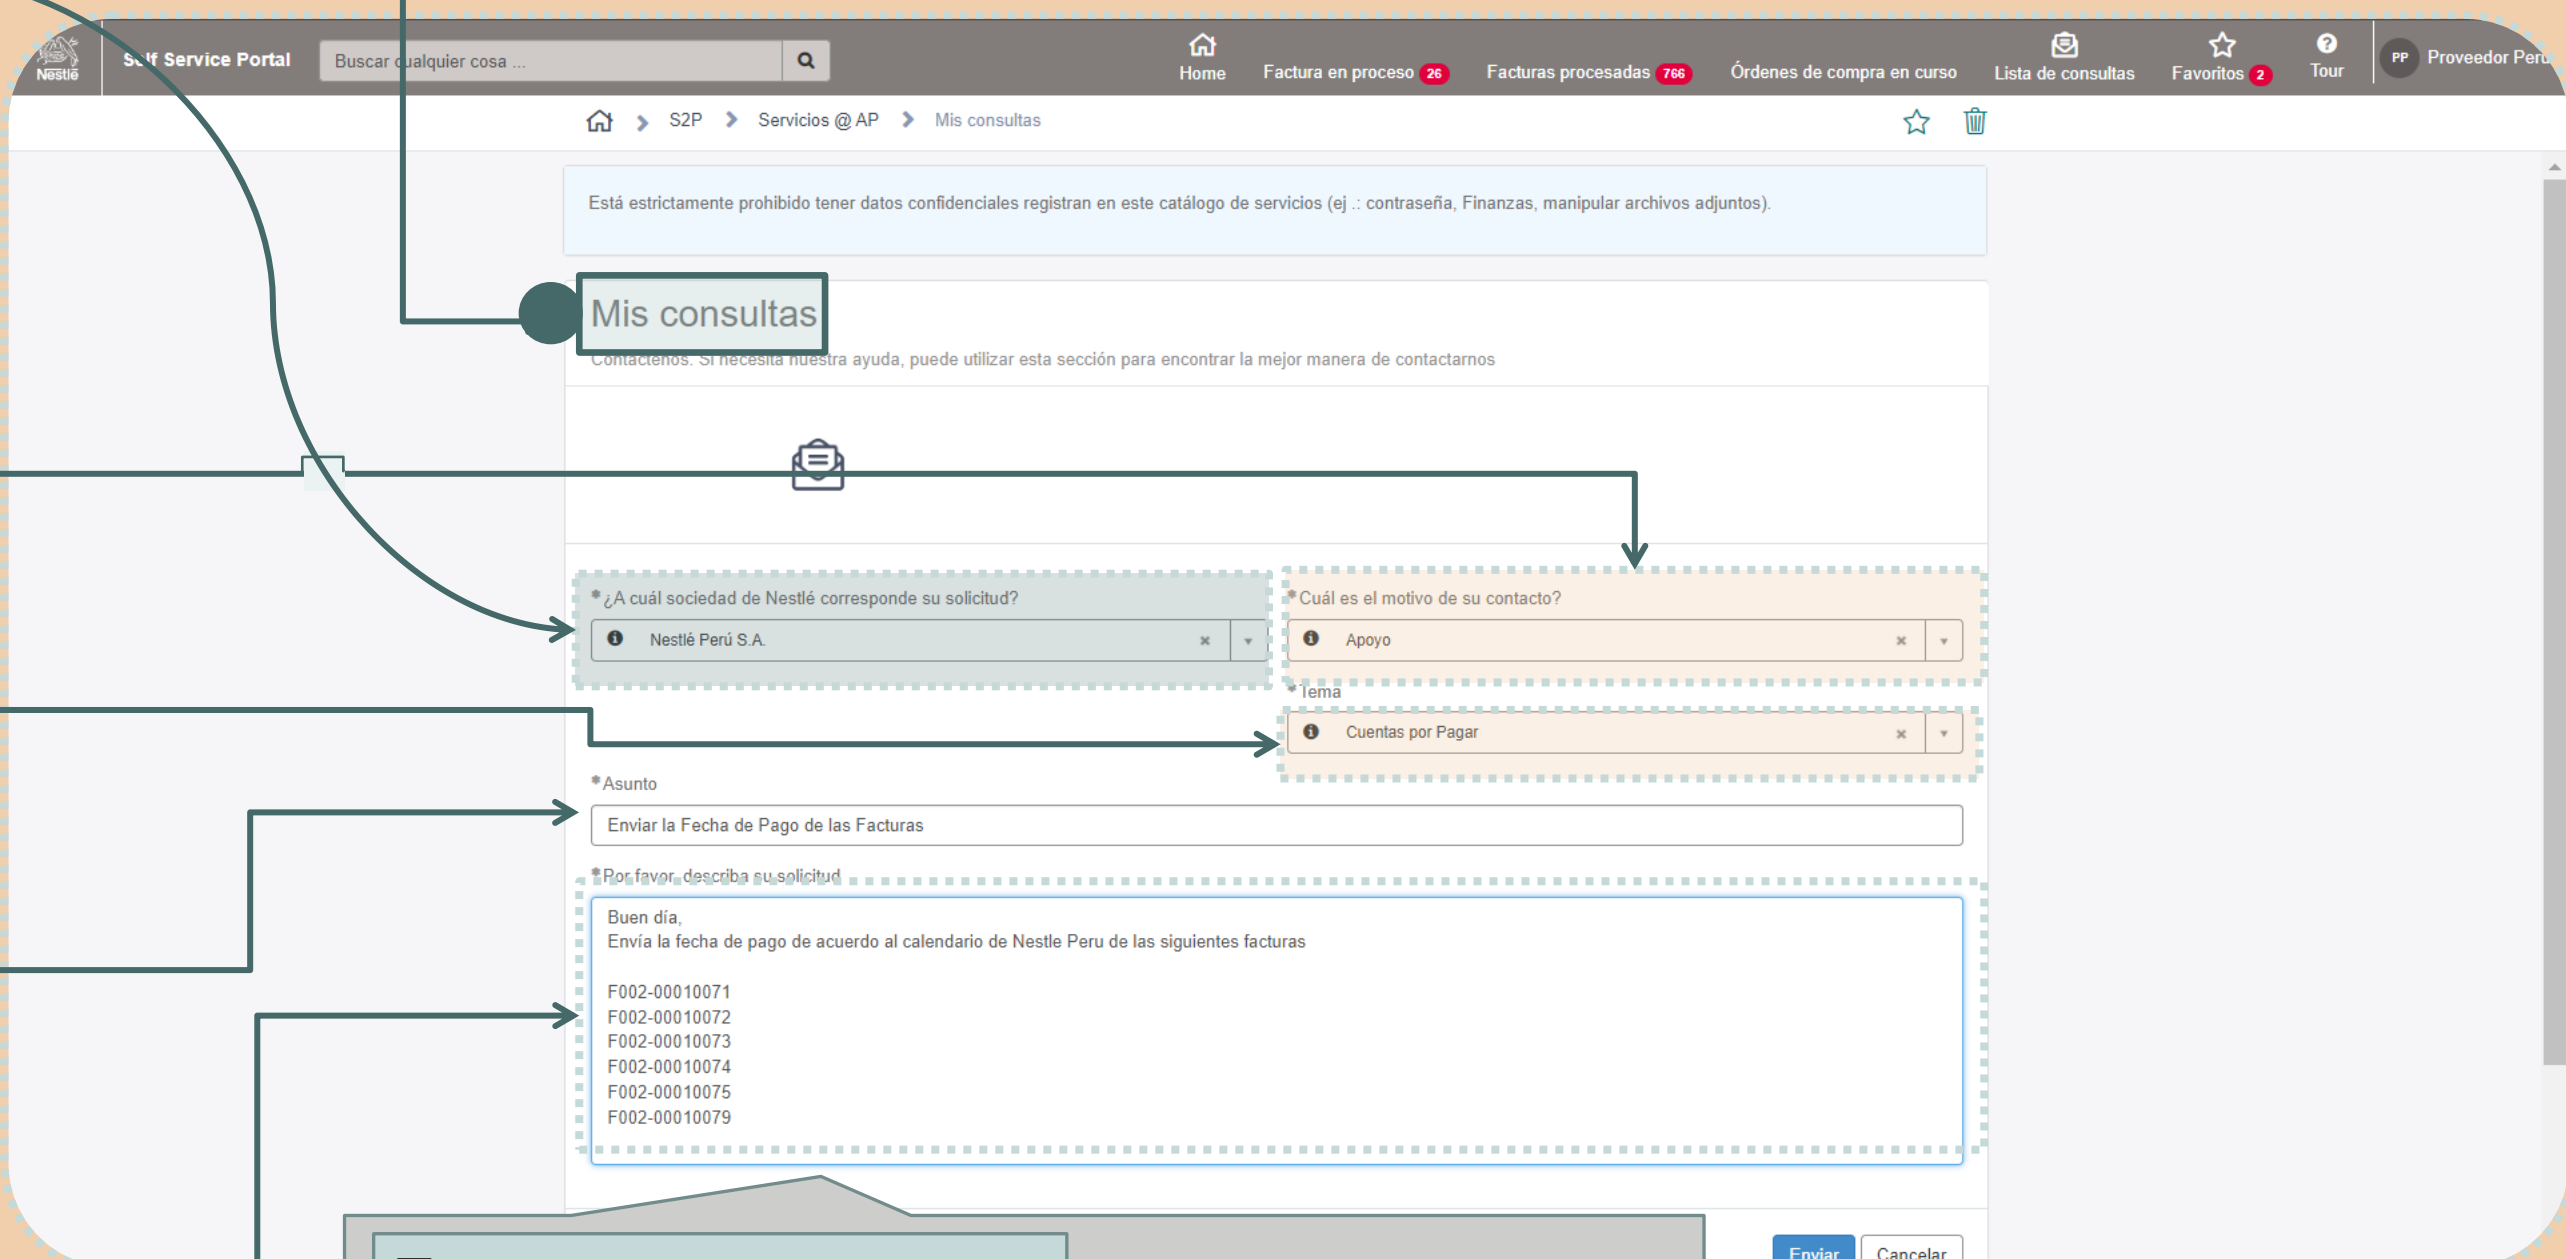 Nestlé
Self Service Portal
Buscar cualquier cosa ...
Home
Factura en proceso 26
Facturas procesadas 766
Órdenes de compra en curso
Lista de consultas
Favoritos 2
Tour
PP Proveedor Peru
S2P Servicios @ AP Mis consultas
Está estrictamente prohibido tener datos confidenciales registran en este catálogo de servicios (ej .: contraseña, Finanzas, manipular archivos adjuntos).
Mis consultas
Contáctenos. Si necesita nuestra ayuda, puede utilizar esta sección para encontrar la mejor manera de contactarnos
*¿A cuál sociedad de Nestlé corresponde su solicitud?
Nestlé Perú S.A.
*Cuál es el motivo de su contacto?
Apoyo
*Tema
Cuentas por Pagar
*Asunto
Enviar la Fecha de Pago de las Facturas
*Por favor, describa su solicitud
Buen día,
Envía la fecha de pago de acuerdo al calendario de Nestle Peru de las siguientes facturas
F002-00010071
F002-00010072
F002-00010073
F002-00010074
F002-00010075
F002-00010079
Enviar
Cancelar